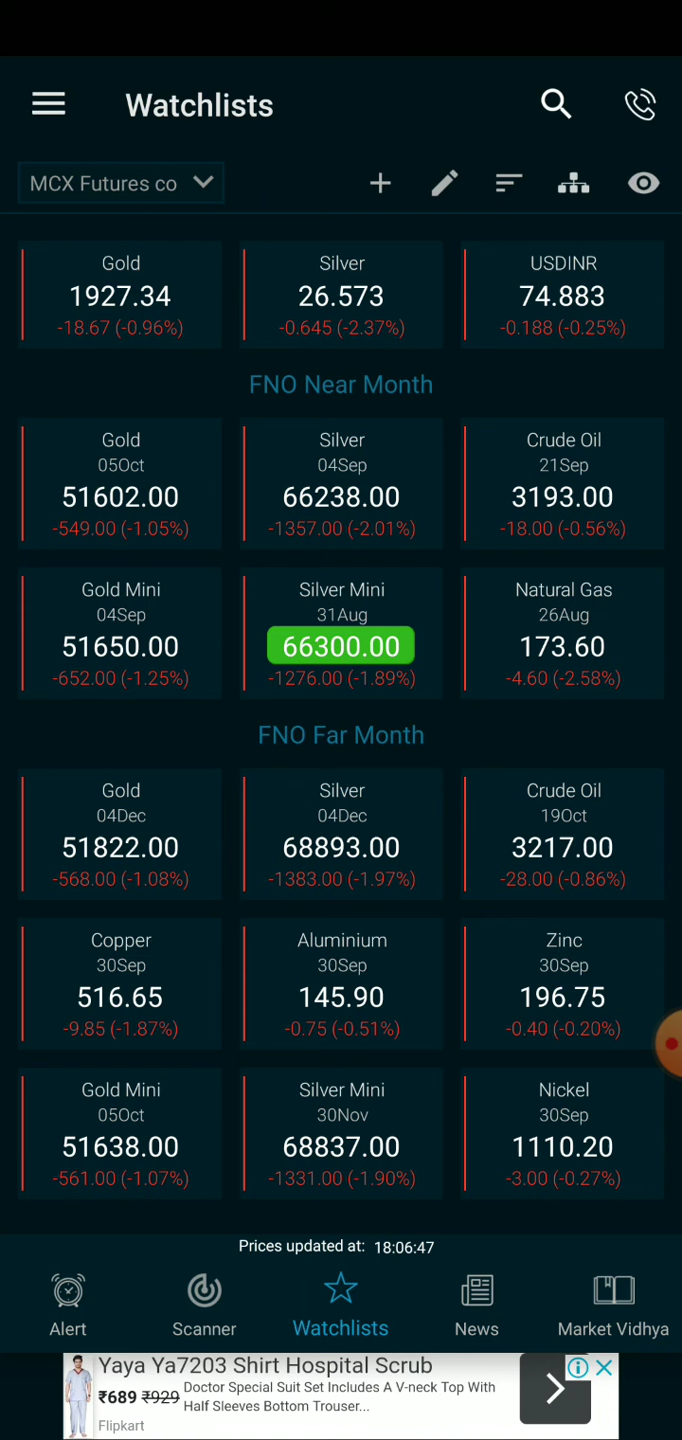 Watchlists
MCX Futures co
Gold Silver USDINR
1927.34 26.573 74.883
-18.67 (-0.96%) -0.645 (-2.37%) -0.188 (-0.25%)
FNO Near Month
Gold Silver Crude Oil
05Oct 04Sep 21Sep
51602.00 66238.00 3193.00
-549.00 (-1.05%) -1357.00 (-2.01%) -18.00 (-0.56%)
Gold Mini Silver Mini Natural Gas
04Sep 31Aug 26Aug
51650.00 66300.00 173.60
-652.00 (-1.25%) -1276.00 (-1.89%) -4.60 (-2.58%)
FNO Far Month
Gold Silver Crude Oil
04Dec 04Dec 19Oct
51822.00 68893.00 3217.00
-568.00 (-1.08%) -1383.00 (-1.97%) -28.00 (-0.86%)
Copper Aluminium Zinc
30Sep 30Sep 30Sep
516.65 145.90 196.75
-9.85 (-1.87%) -0.75 (-0.51%) -0.40 (-0.20%)
Gold Mini Silver Mini Nickel
05Oct 30Nov 30Sep
51638.00 68837.00 1110.20
-561.00 (-1.07%) -1331.00 (-1.90%) -3.00 (-0.27%)
Prices updated at: 18:06:47
Alert Scanner Watchlists News Market Vidhya
Yaya Ya7203 Shirt Hospital Scrub
₹689 ₹929 Doctor Special Suit Set Includes A V-neck Top With
Half Sleeves Bottom Trouser...
Flipkart